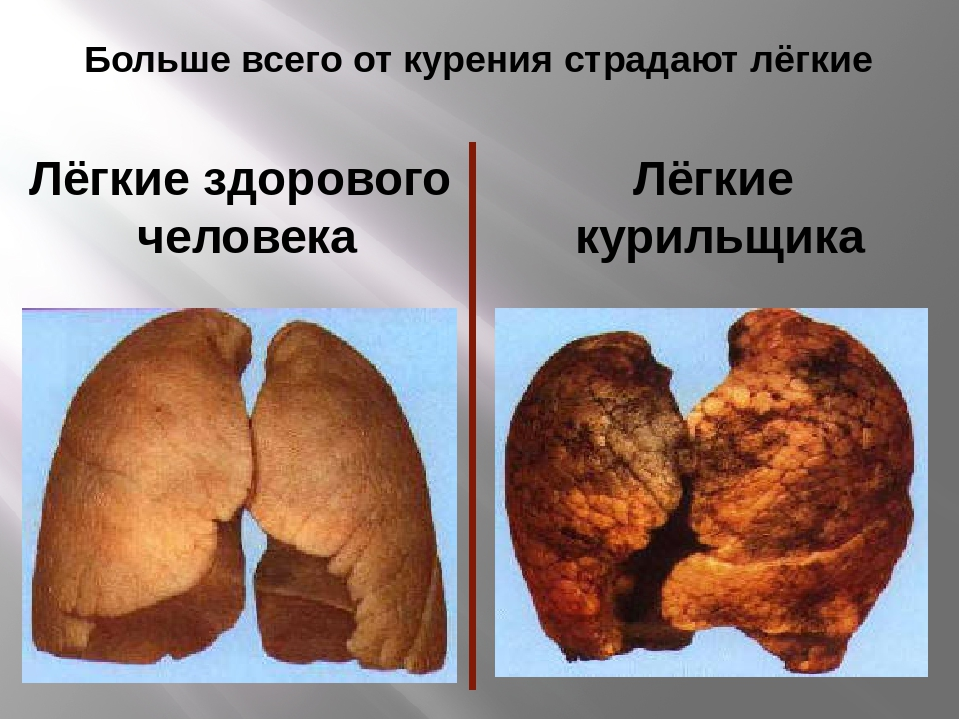 Больше всего от курения страдают лёгкие
Лёгкие здорового
человека
Лёгкие
курильщика